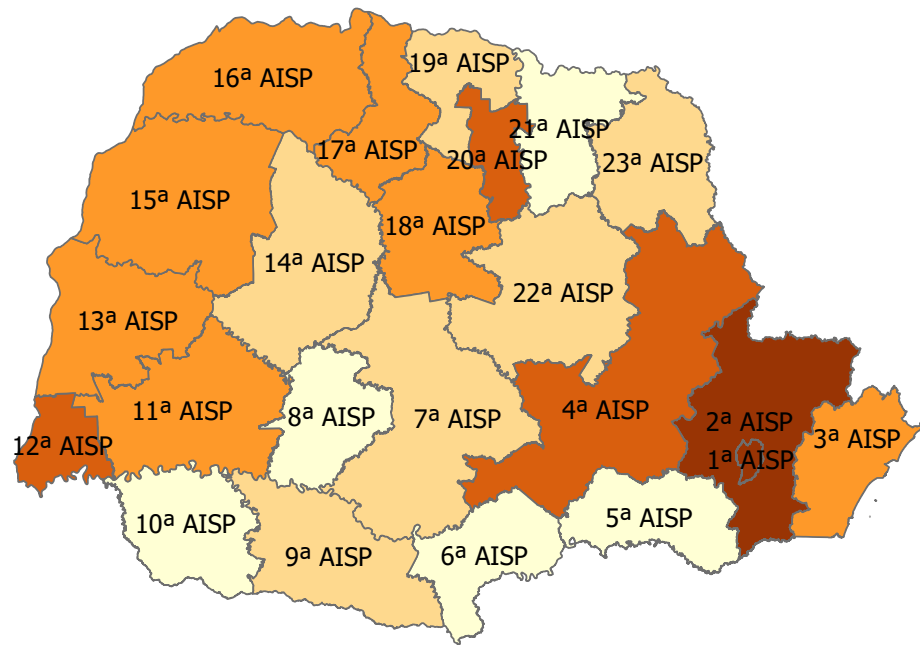 19ª AISP
16ª AISP
21ª AISP
17ª AISP
20ª AISP
23ª AISP
15ª AISP
18ª AISP
14ª AISP
22ª AISP
13ª AISP
11ª AISP
8ª AISP
7ª AISP
4ª AISP
2ª AISP
3ª AISP
12ª AISP
1ª AISP
10ª AISP
5ª AISP
9ª AISP
6ª AISP